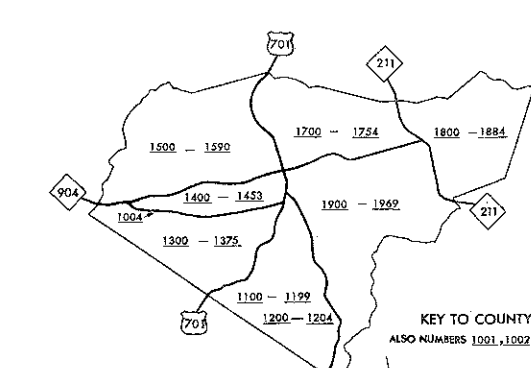 701
211
1500 — 1590
1700 — 1754
1800 — 1884
904
1400 — 1453
1004
1900 — 1969
211
1300 — 1375
1100 — 1199
1200 — 1204
701
KEY TO COUNTY
ALSO NUMBERS 1001, 1002